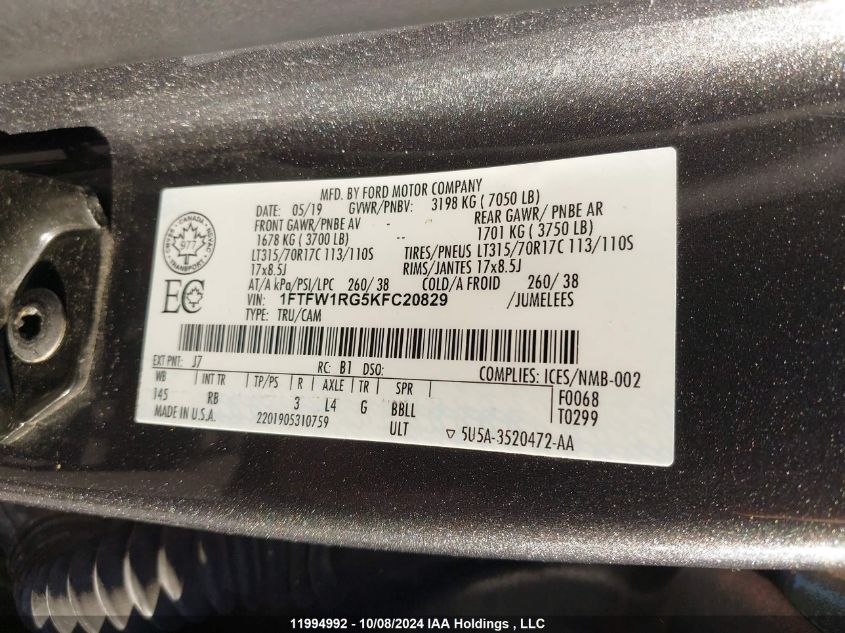 MFD. BY FORD MOTOR COMPANY
DATE: 05/19 GVWR/PNBV: 3198 KG ( 7050 LB)
FRONT GAWR/PNBE AV -- REAR GAWR/ PNBE AR
1678 KG ( 3700 LB) -- 1701 KG ( 3750 LB)
LT315/70R17C 113/110S TIRES/PNEUS LT315/70R17C 113/110S
17x8.5J RIMS/JANTES 17x8.5J
AT/A kPa/PSI/LPC 260/ 38 COLD/A FROID 260/ 38
VIN: 1FTFW1RG5KFC20829 /JUMELEES
TYPE: TRU/CAM
CANADA
977
TRANSPORT
EC
EXT PNT: J7 RC: B1 DSO: COMPLIES: ICES/NMB-002
WB INT TR TP/PS R AXLE TR SPR F0068
145 RB 3 L4 G BBLL T0299
MADE IN U.S.A. 2201905310759 ULT ▽ 5U5A-3520472-AA
11994992 - 10/08/2024 IAA Holdings , LLC